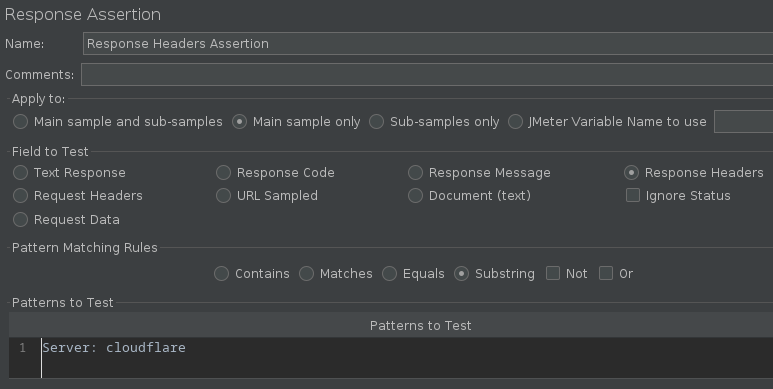 Response Assertion
Name: Response Headers Assertion
Comments:
Apply to:
Main sample and sub-samples Main sample only Sub-samples only JMeter Variable Name to use
Field to Test
Text Response Response Code Response Message Response Headers
Request Headers URL Sampled Document (text) Ignore Status
Request Data
Pattern Matching Rules
Contains Matches Equals Substring Not Or
Patterns to Test
Patterns to Test
1 Server: cloudflare